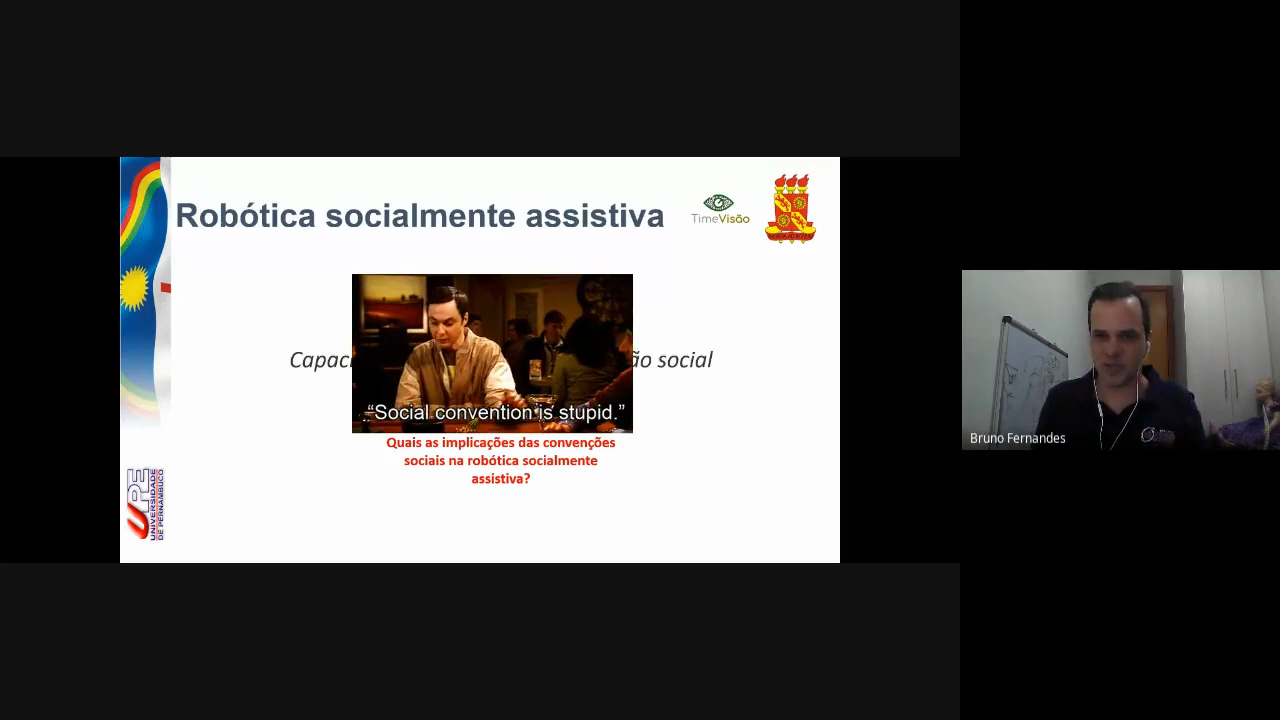 Robótica socialmente assistiva
TimeVisão
ão social
“Social convention is stupid.”
Quais as implicações das convenções
sociais na robótica socialmente
assistiva?
UPE
UNIVERSIDADE
DE PERNAMBUCO
Bruno Fernandes